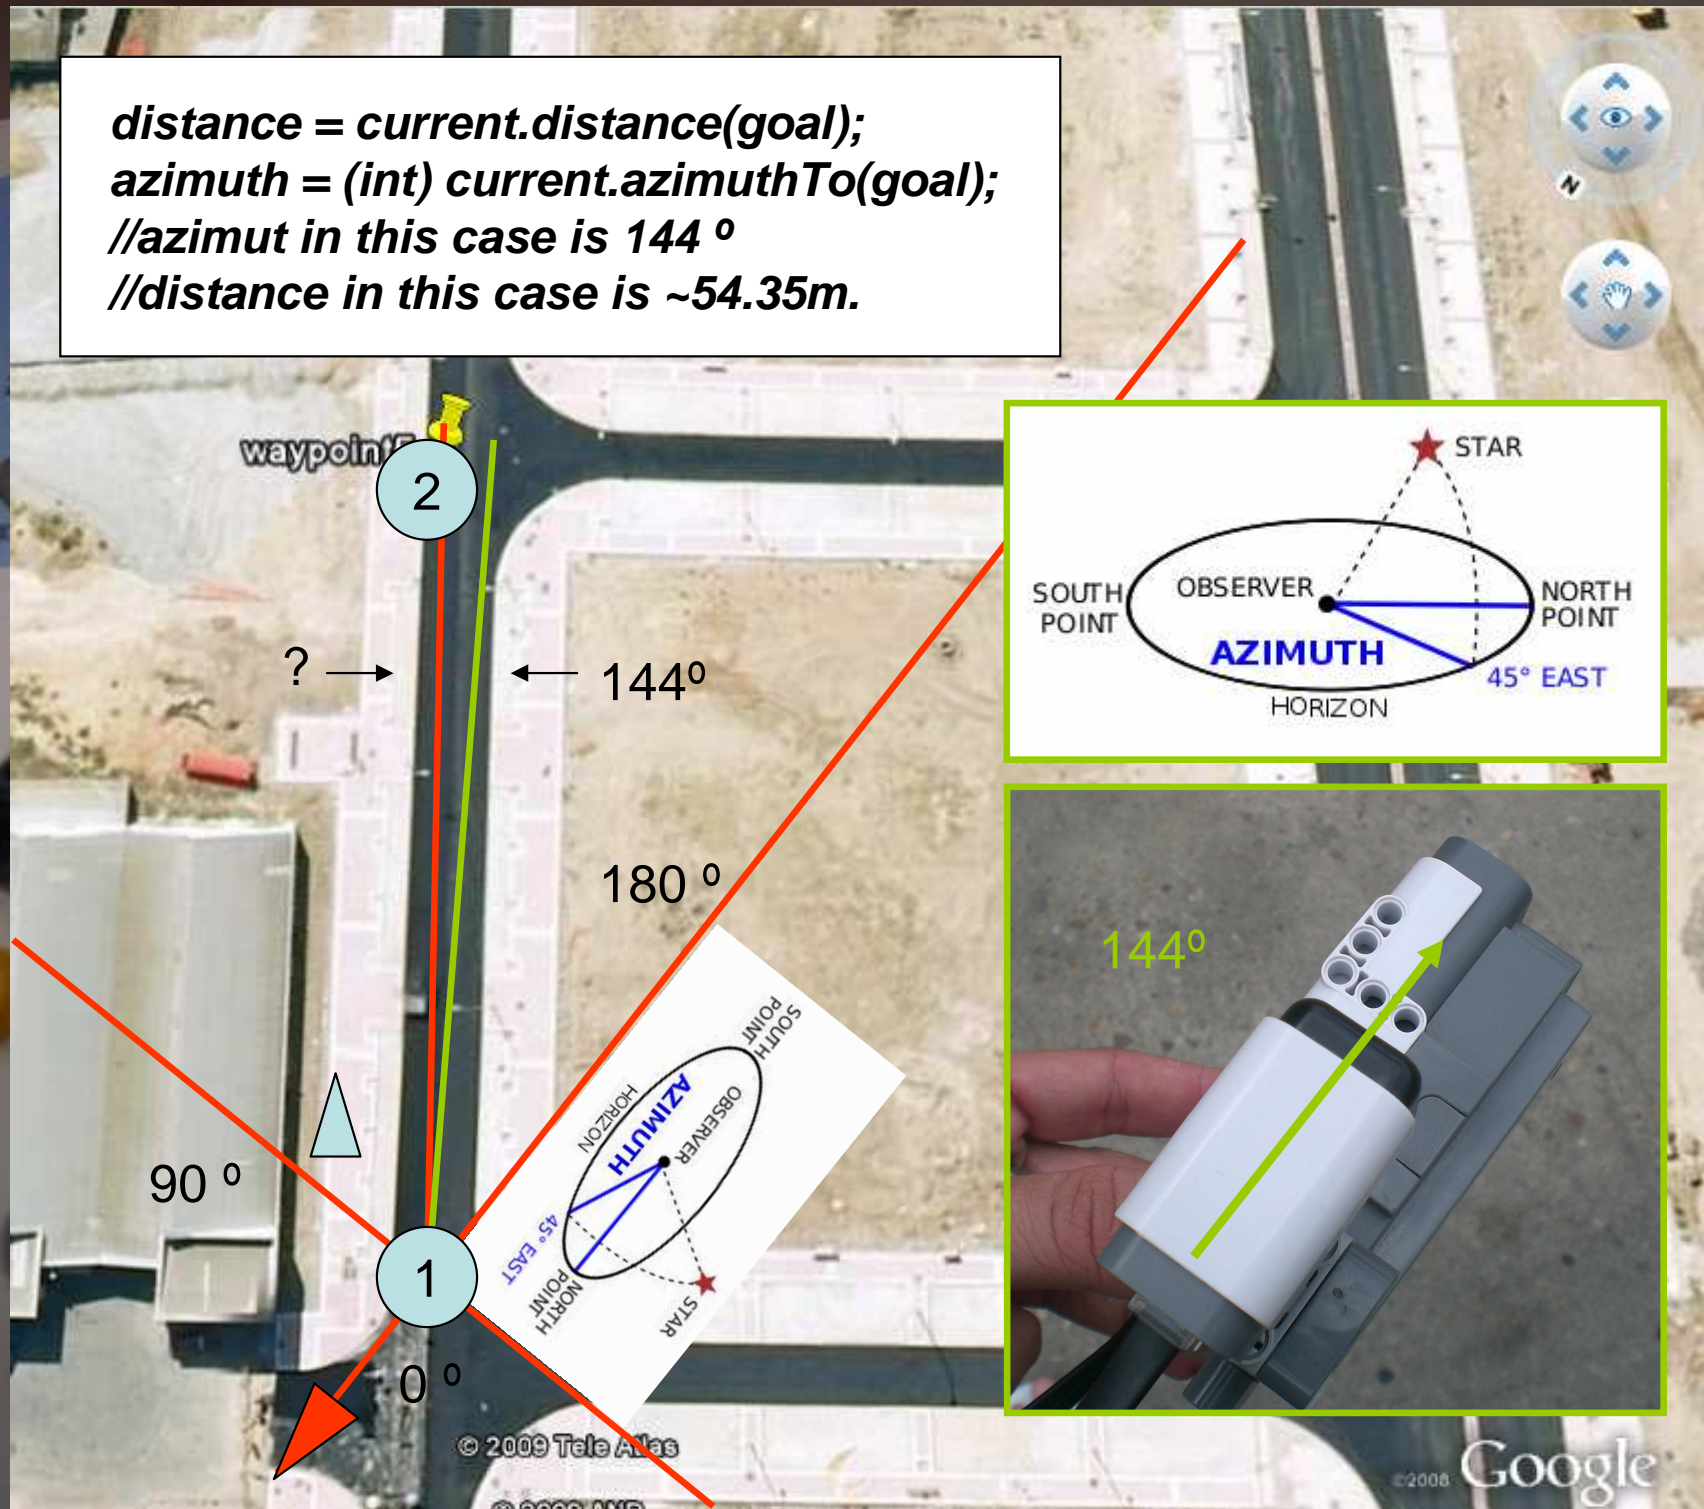 distance = current.distance(goal);
azimuth = (int) current.azimuthTo(goal);
//azimut in this case is 144 º
//distance in this case is ~54.35m.
N
waypoint
2
STAR
SOUTH
POINT
OBSERVER
NORTH
POINT
AZIMUTH
45° EAST
HORIZON
?
144º
180 º
144º
SOUTH
POINT
HORIZON
AZIMUTH
OBSERVER
45° EAST
NORTH
POINT
STAR
90 º
1
0 º
© 2009 Tele Atlas
©2008 Google